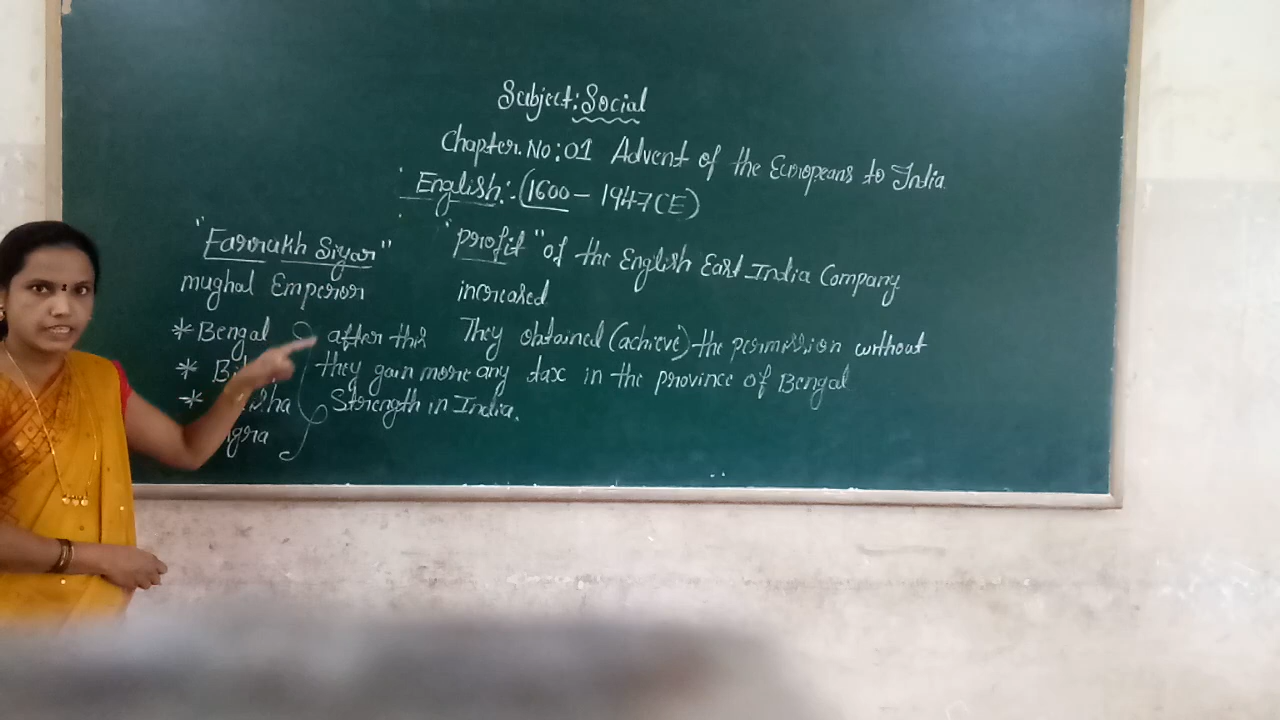 Subject: Social
Chapter. No: 01 Advent of the Europeans to India
English:- (1600 - 1947 CE)
"Farrukh Siyar"
mughal Emperor
* Bengal
*
*
after this
they gain more
Strength in India.
"profit" of the English East India Company
increased
They obtained (achieve) the permission without
any tax in the province of Bengal